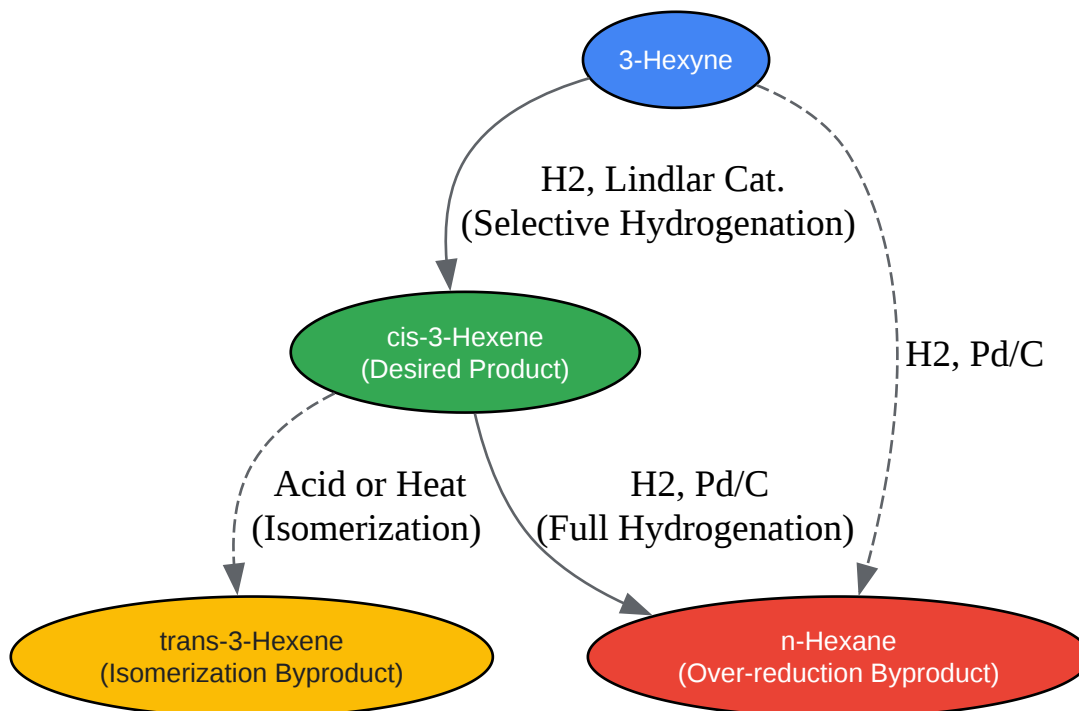 3-Hexyne
H2, Lindlar Cat.
(Selective Hydrogenation)
cis-3-Hexene
(Desired Product)
H2, Pd/C
Acid or Heat
(Isomerization)
H2, Pd/C
(Full Hydrogenation)
trans-3-Hexene
(Isomerization Byproduct)
n-Hexane
(Over-reduction Byproduct)